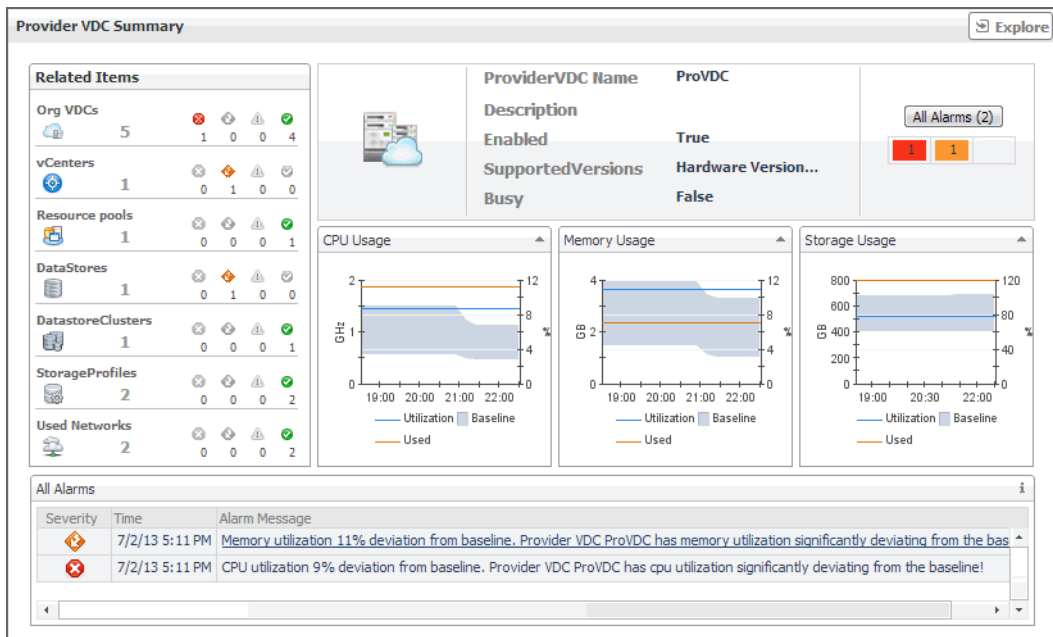 Provider VDC Summary
Explore
Related Items
Org VDCs
5
1 0 0 4
vCenters
1
0 1 0 0
Resource pools
1
0 0 0 1
DataStores
1
0 1 0 0
DatastoreClusters
1
0 0 0 1
StorageProfiles
2
0 0 0 2
Used Networks
2
0 0 0 2
ProviderVDC Name ProVDC
Description
Enabled True
SupportedVersions Hardware Version...
Busy False
All Alarms (2)
1 1
CPU Usage
2 12
8
GHz 1 %
4
0 0
19:00 20:00 21:00 22:00
Utilization Baseline
Used
Memory Usage
4 12
8
GB 2 %
4
0 0
19:00 20:00 21:00 22:00
Utilization Baseline
Used
Storage Usage
800 120
600 80
GB 400 %
200 40
0 0
19:00 20:30 22:00
Utilization Baseline
Used
All Alarms i
Severity Time Alarm Message
7/2/13 5:11 PM Memory utilization 11% deviation from baseline. Provider VDC ProVDC has memory utilization significantly deviating from the bas
7/2/13 5:11 PM CPU utilization 9% deviation from baseline. Provider VDC ProVDC has cpu utilization significantly deviating from the baseline!